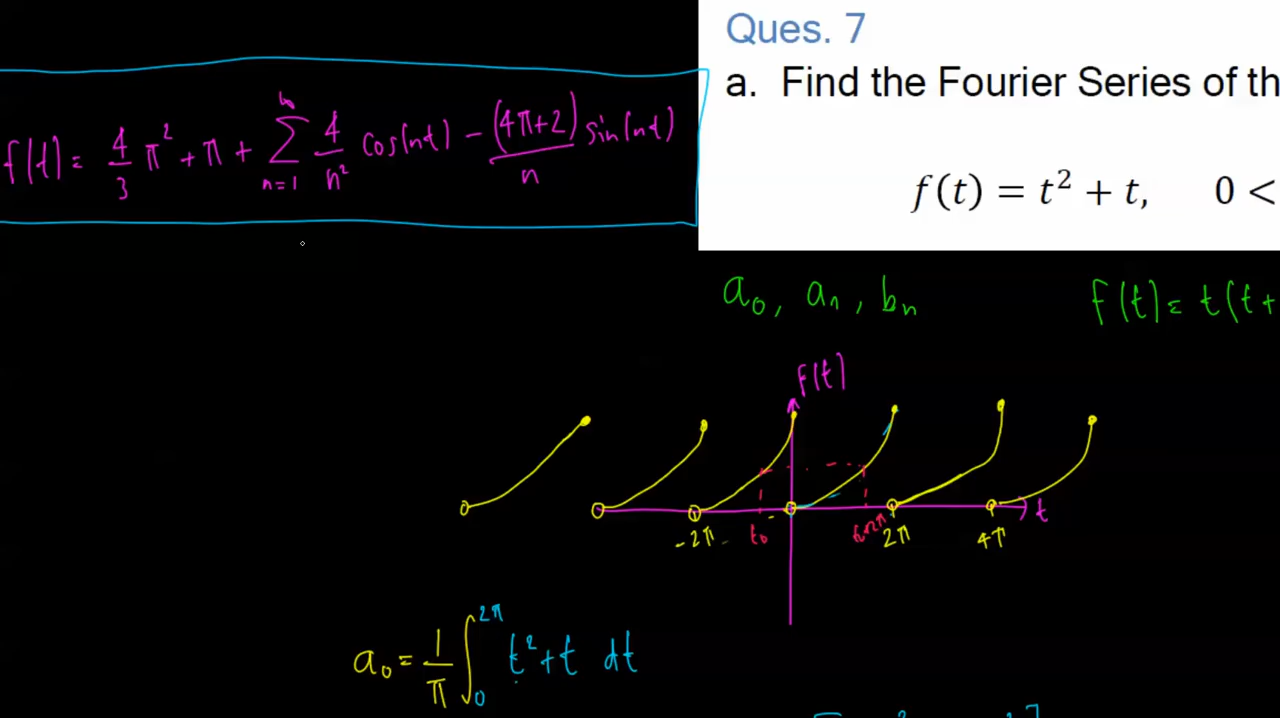 Ques. 7
a. Find the Fourier Series of th
f(t) = t² + t, 0 <
f(t) = 4/3 π² + π + ∑ n=1 ∞ 4/n² cos(nt) − (4π+2)/n sin(nt)
a₀, aₙ, bₙ
f(t) = t(t+
f(t)
t
-2π
t₀
2π
4π
a₀ = 1/π ∫₀^2π t² + t dt